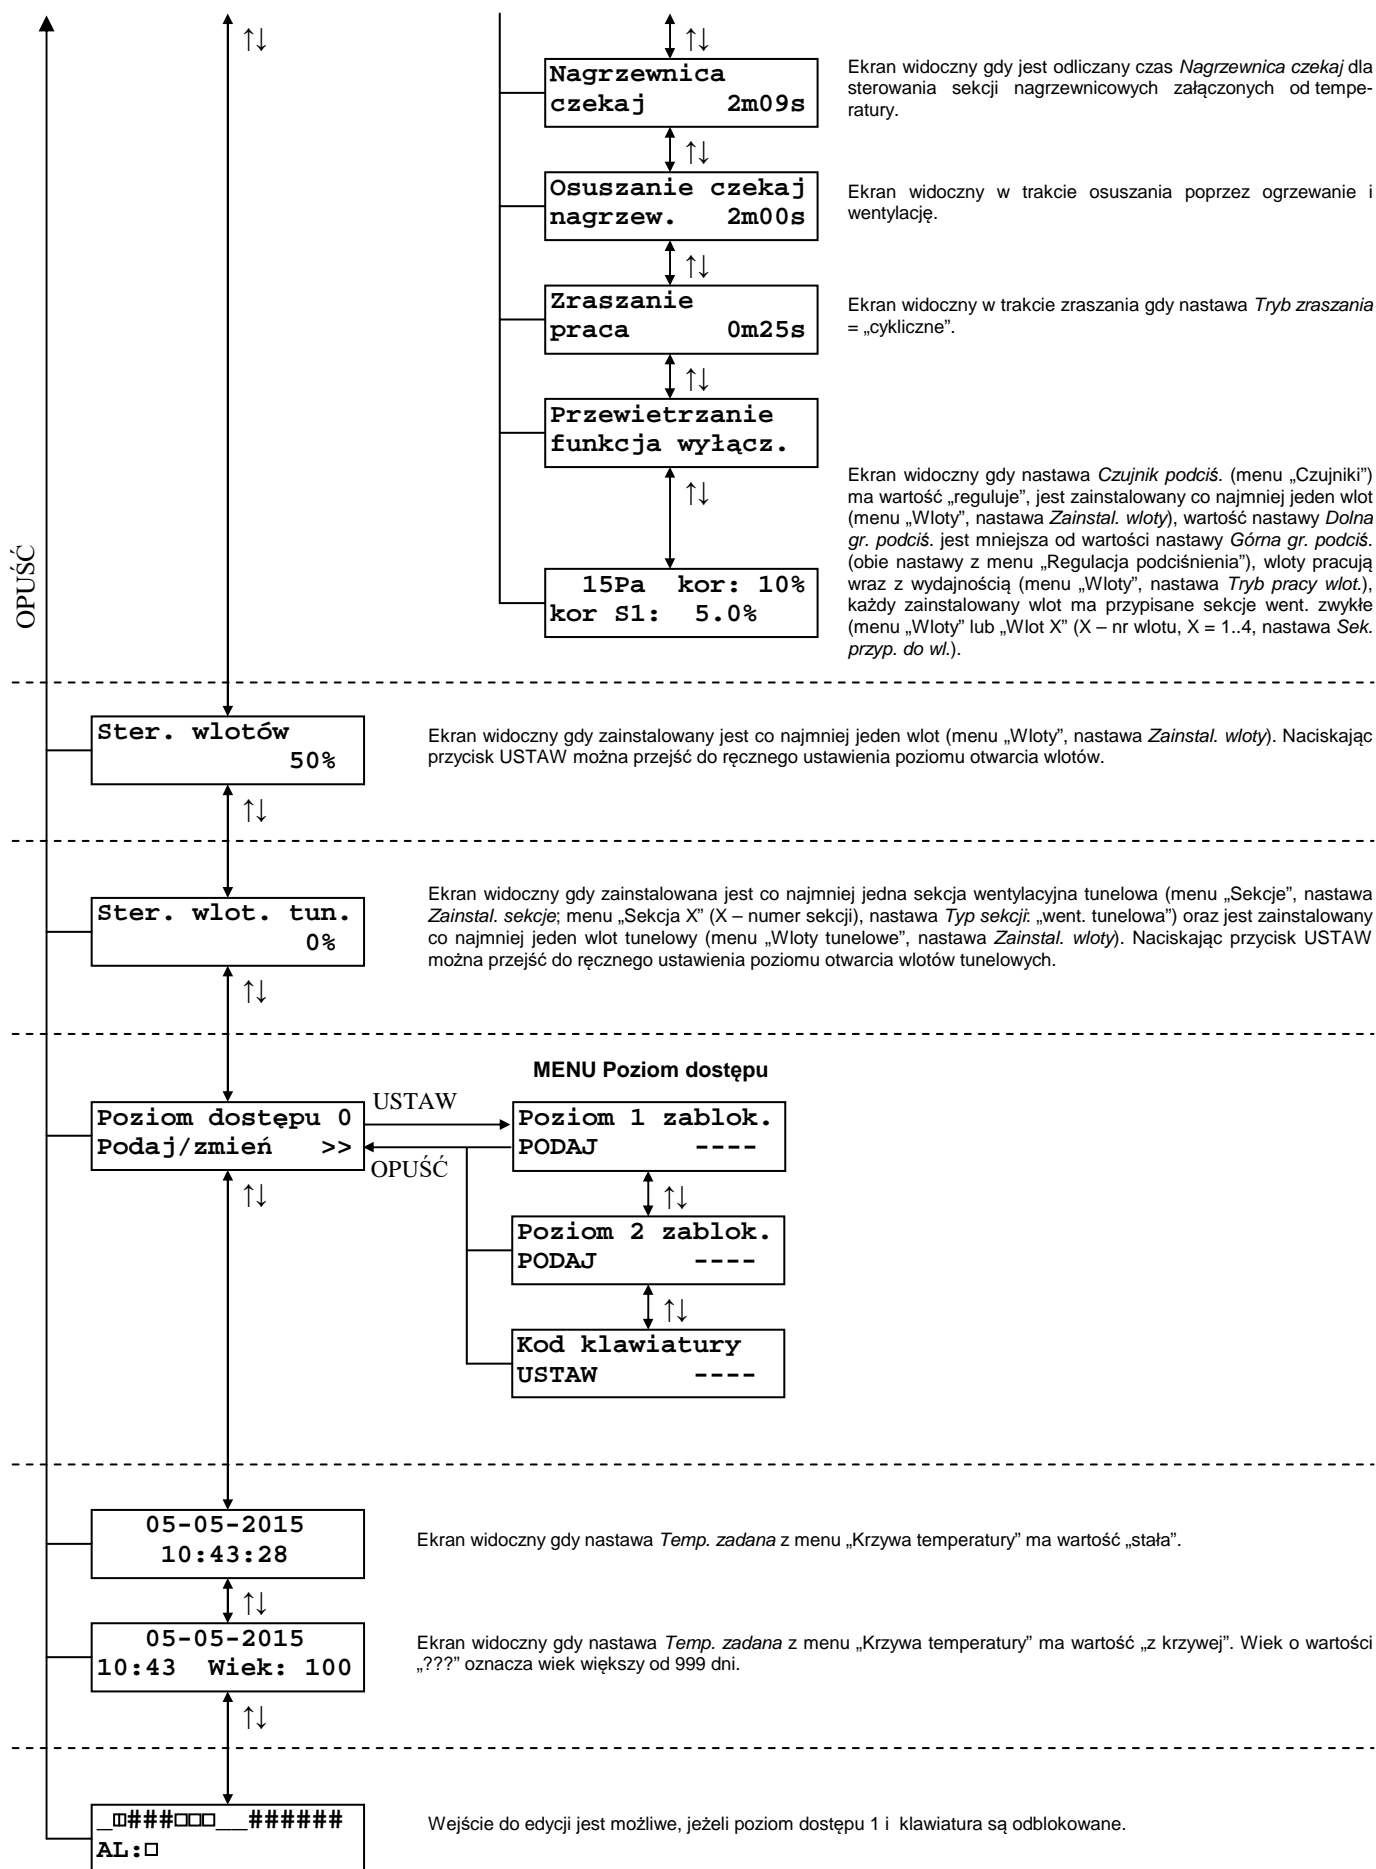 ↑↓
↑↓
Nagrzewnica
czekaj 2m09s
Ekran widoczny gdy jest odliczany czas Nagrzewnica czekaj dla
sterowania sekcji nagrzewnicowych załączonych od tempe-
ratury.
↑↓
Osuszanie czekaj
nagrzew. 2m00s
Ekran widoczny w trakcie osuszania poprzez ogrzewanie i
wentylację.
↑↓
Zraszanie
praca 0m25s
Ekran widoczny w trakcie zraszania gdy nastawa Tryb zraszania
= „cykliczne”.
↑↓
Przewietrzanie
funkcja wyłącz.
↑↓
Ekran widoczny gdy nastawa Czujnik podciś. (menu „Czujniki”)
ma wartość „reguluje”, jest zainstalowany co najmniej jeden wlot
(menu „Wloty”, nastawa Zainstal. wloty), wartość nastawy Dolna
gr. podciś. jest mniejsza od wartości nastawy Górna gr. podciś.
(obie nastawy z menu „Regulacja podciśnienia”), wloty pracują
wraz z wydajnością (menu „Wloty”, nastawa Tryb pracy wlot.),
każdy zainstalowany wlot ma przypisane sekcje went. zwykłe
(menu „Wloty” lub „Wlot X” (X – nr wlotu, X = 1..4, nastawa Sek.
przyp. do wl.).
15Pa kor: 10%
kor S1: 5.0%
OPUŚĆ
Ster. wlotów
50%
Ekran widoczny gdy zainstalowany jest co najmniej jeden wlot (menu „Wloty”, nastawa Zainstal. wloty). Naciskając
przycisk USTAW można przejść do ręcznego ustawienia poziomu otwarcia wlotów.
↑↓
Ster. wlot. tun.
0%
Ekran widoczny gdy zainstalowana jest co najmniej jedna sekcja wentylacyjna tunelowa (menu „Sekcje”, nastawa
Zainstal. sekcje; menu „Sekcja X” (X – numer sekcji), nastawa Typ sekcji: „went. tunelowa”) oraz jest zainstalowany
co najmniej jeden wlot tunelowy (menu „Wloty tunelowe”, nastawa Zainstal. wloty). Naciskając przycisk USTAW
można przejść do ręcznego ustawienia poziomu otwarcia wlotów tunelowych.
↑↓
MENU Poziom dostępu
Poziom dostępu 0
Podaj/zmień >>
USTAW
OPUŚĆ
↑↓
Poziom 1 zablok.
PODAJ ----
↑↓
Poziom 2 zablok.
PODAJ ----
↑↓
Kod klawiatury
USTAW ----
05-05-2015
10:43:28
Ekran widoczny gdy nastawa Temp. zadana z menu „Krzywa temperatury” ma wartość „stała”.
↑↓
05-05-2015
10:43 Wiek: 100
Ekran widoczny gdy nastawa Temp. zadana z menu „Krzywa temperatury” ma wartość „z krzywej”. Wiek o wartości
„???” oznacza wiek większy od 999 dni.
↑↓
_◫###□□□__######
AL:□
Wejście do edycji jest możliwe, jeżeli poziom dostępu 1 i klawiatura są odblokowane.